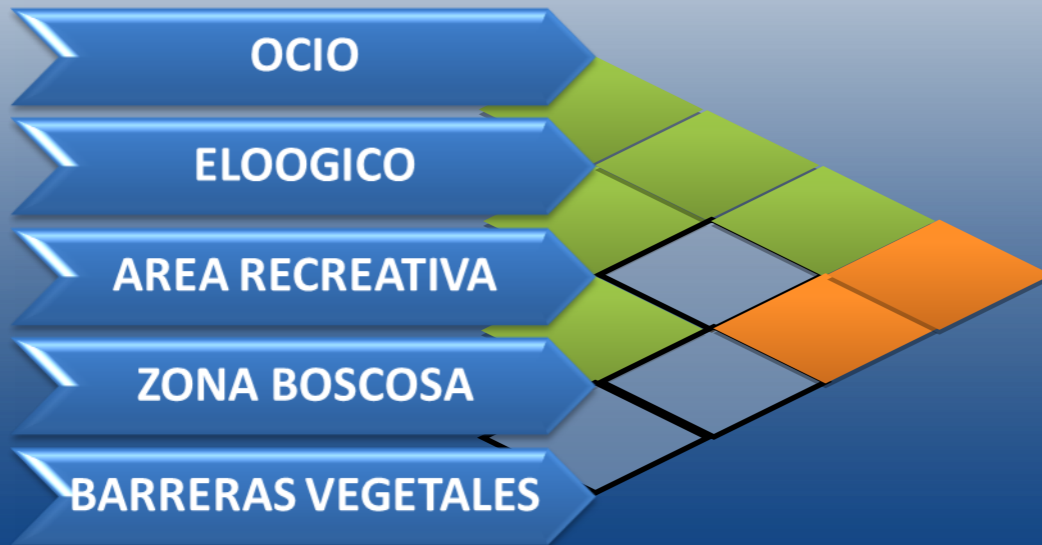 OCIO
ELOOGICO
AREA RECREATIVA
ZONA BOSCOSA
BARRERAS VEGETALES